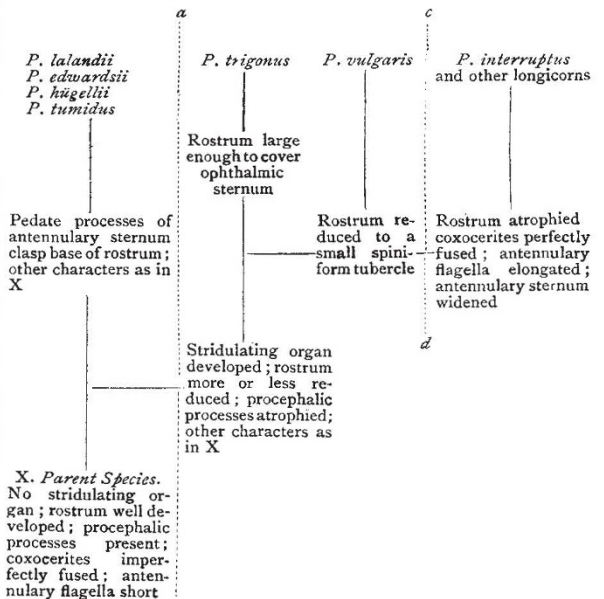 a
c
P. lalandii
P. edwardsii
P. hügellii
P. tumidus
P. trigonus
P. vulgaris
P. interruptus
and other longicorns
Rostrum large
enough to cover
ophthalmic
sternum
Pedate processes of
antennulary sternum
clasp base of rostrum ;
other characters as in
X
Rostrum re-
duced to a
small spini-
form tubercle
Rostrum atrophied
coxocerites perfectly
fused ; antennulary
flagella elongated ;
antennulary sternum
widened
d
Stridulating organ
developed ; rostrum
more or less re-
duced ; procephalic
processes atrophied;
other characters as
in X
X. Parent Species.
No stridulating or-
gan ; rostrum well de-
veloped ; procephalic
processes present ;
coxocerites imper-
fectly fused ; anten-
nulary flagella short